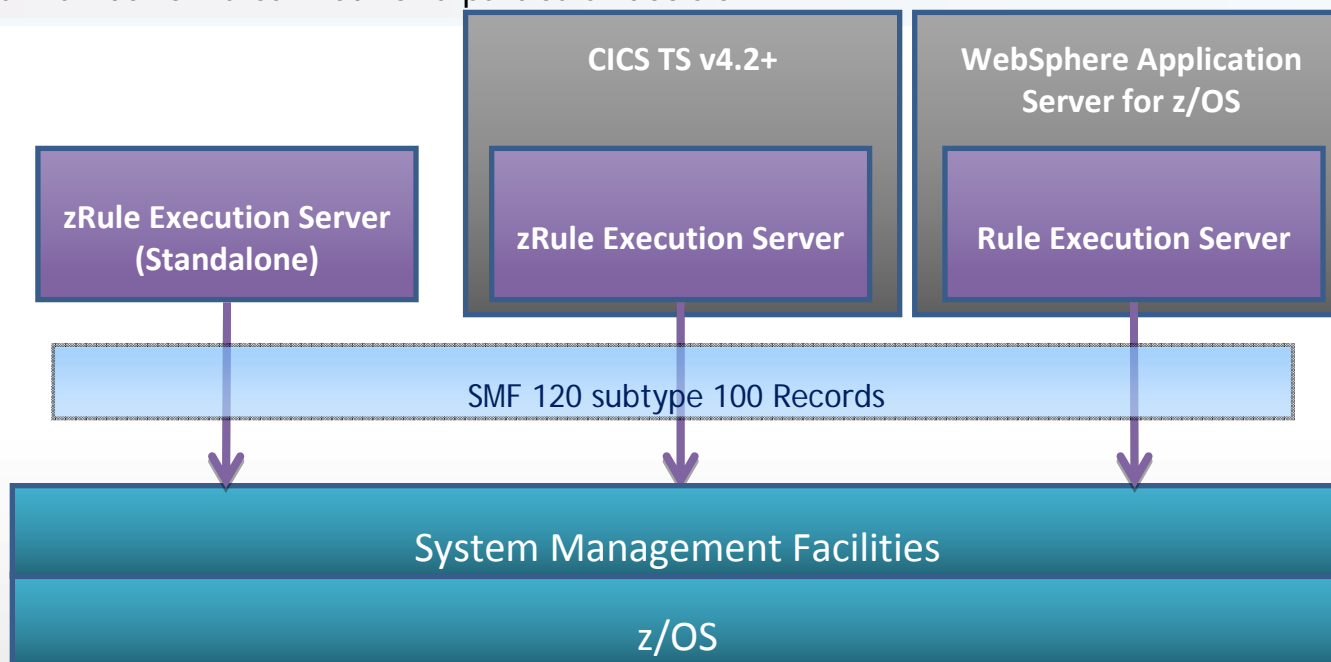 CICS TS v4.2+
WebSphere Application
Server for z/OS
zRule Execution Server
(Standalone)
zRule Execution Server
Rule Execution Server
SMF 120 subtype 100 Records
System Management Facilities
z/OS